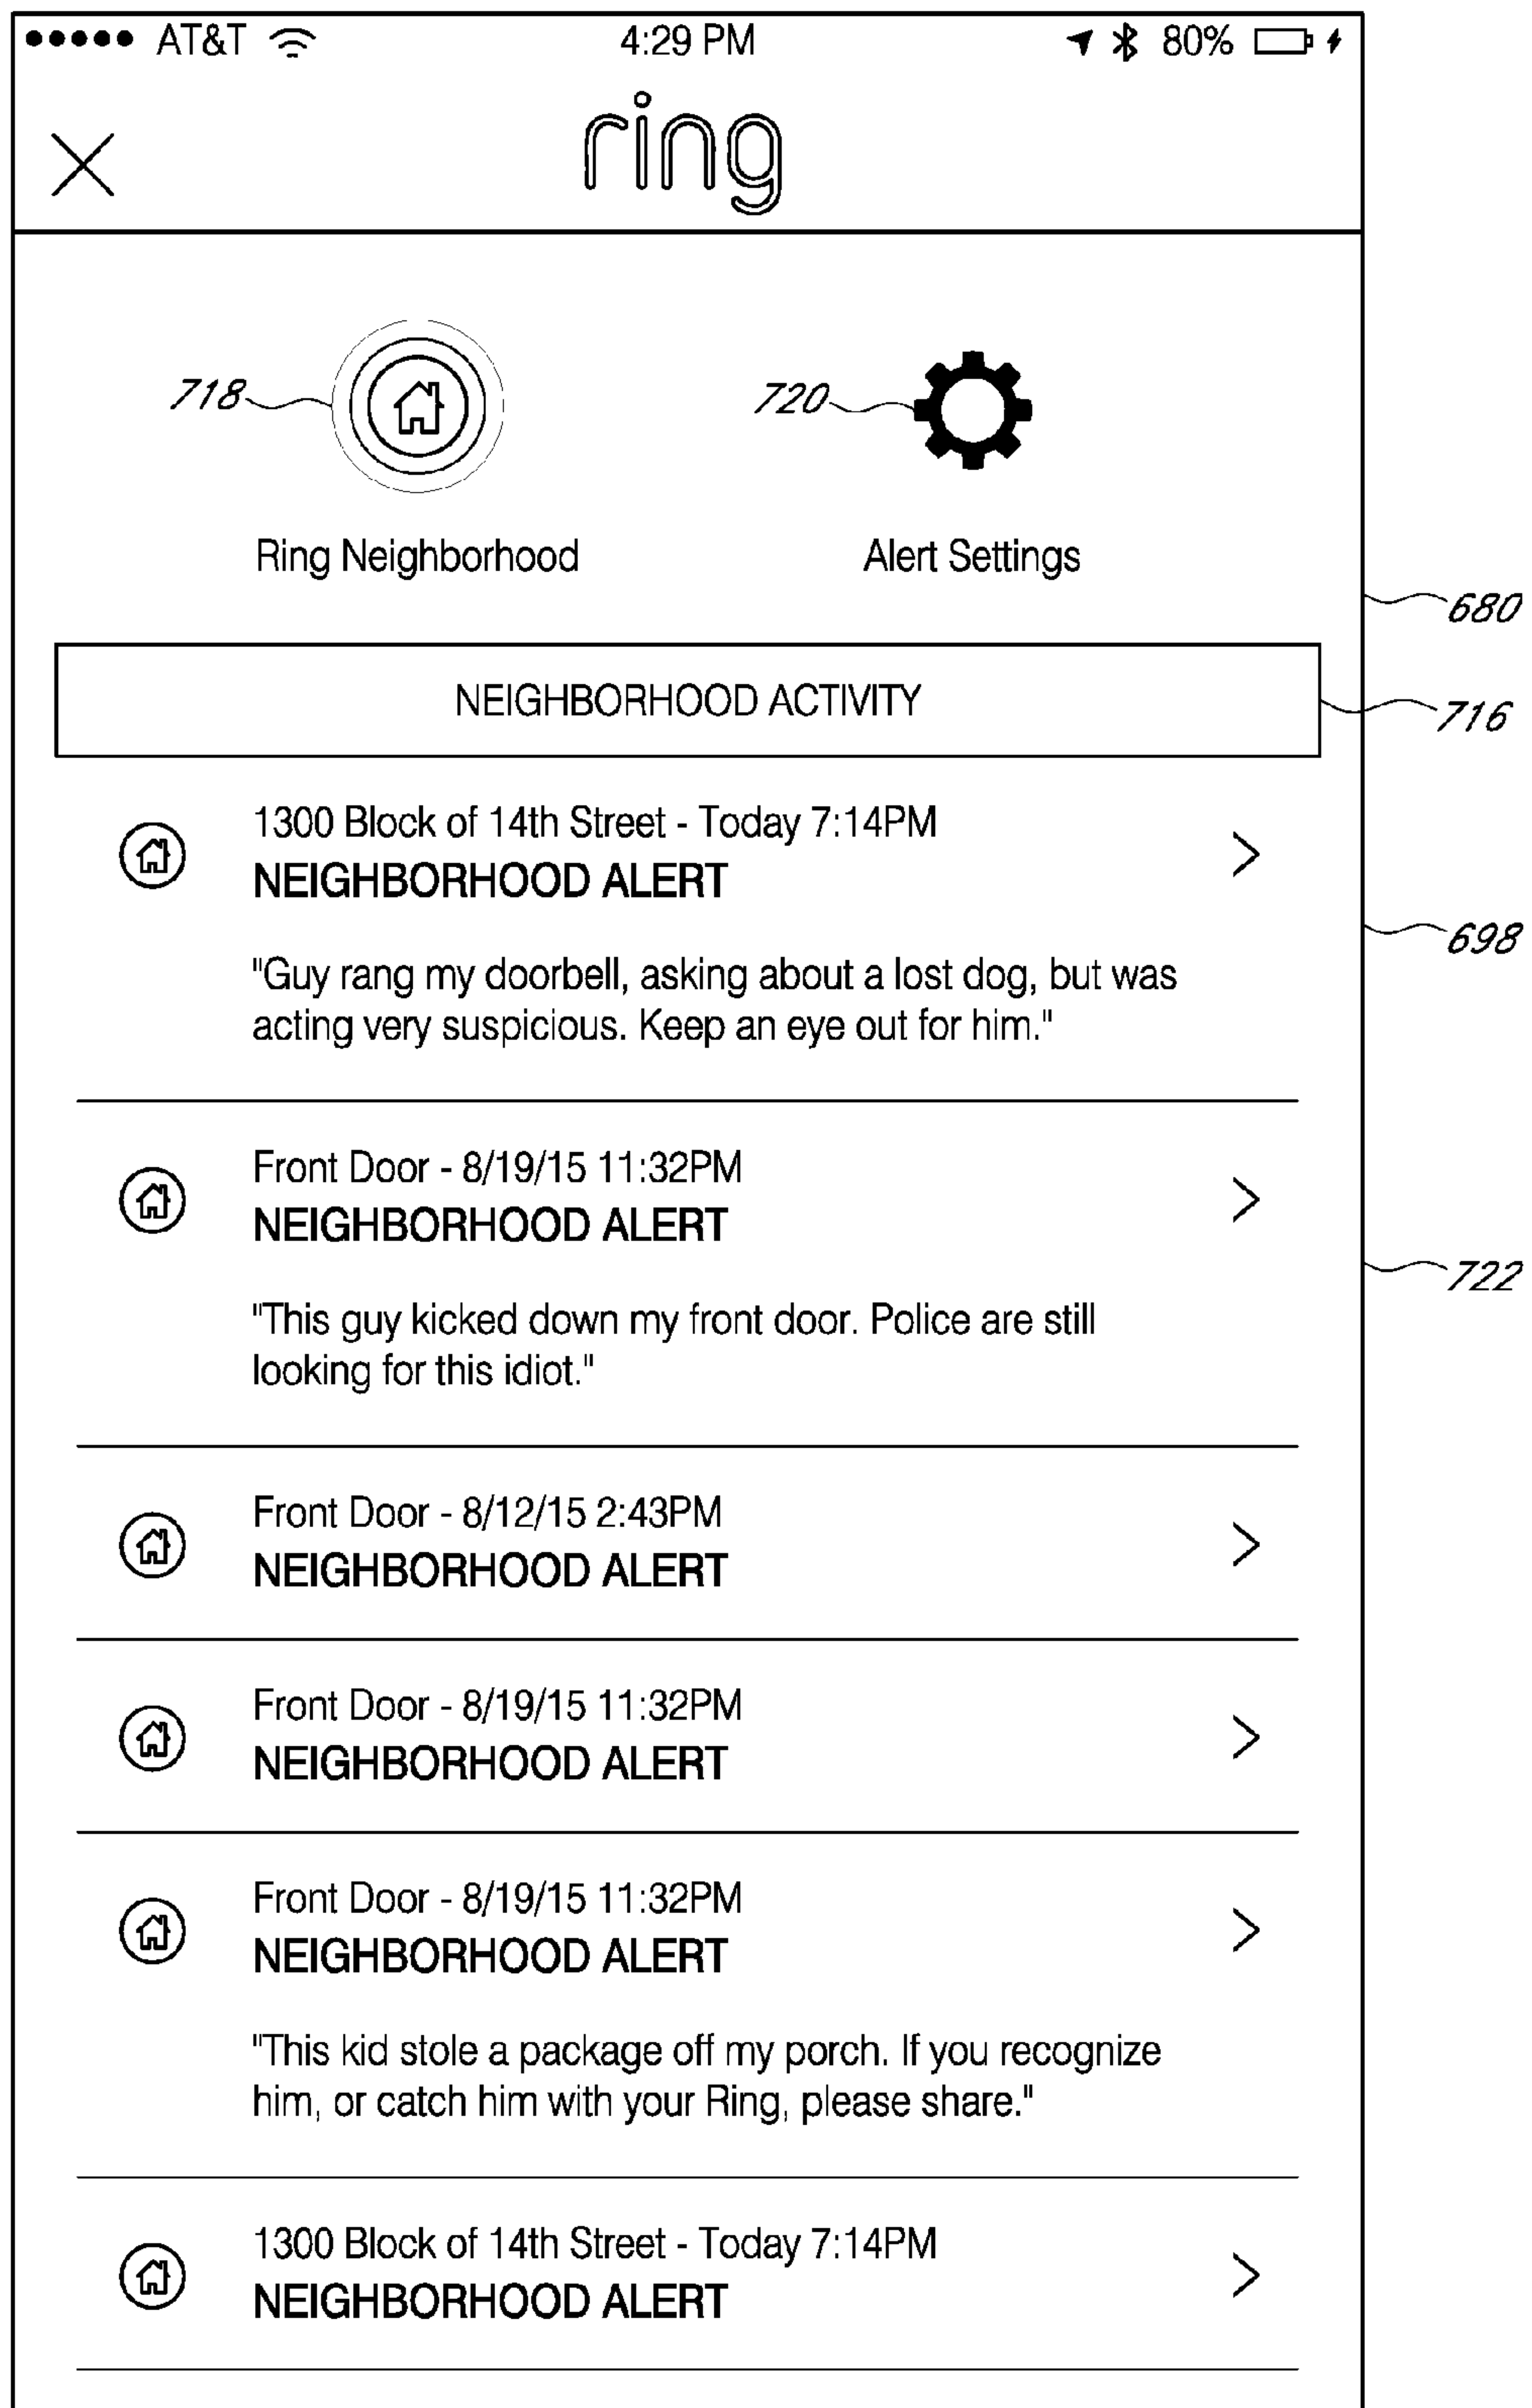 AT&T 4:29 PM 80%
ring
718 720
Ring Neighborhood Alert Settings
680
NEIGHBORHOOD ACTIVITY
716
1300 Block of 14th Street - Today 7:14PM
NEIGHBORHOOD ALERT
698
"Guy rang my doorbell, asking about a lost dog, but was
acting very suspicious. Keep an eye out for him."
Front Door - 8/19/15 11:32PM
NEIGHBORHOOD ALERT
722
"This guy kicked down my front door. Police are still
looking for this idiot."
Front Door - 8/12/15 2:43PM
NEIGHBORHOOD ALERT
Front Door - 8/19/15 11:32PM
NEIGHBORHOOD ALERT
Front Door - 8/19/15 11:32PM
NEIGHBORHOOD ALERT
"This kid stole a package off my porch. If you recognize
him, or catch him with your Ring, please share."
1300 Block of 14th Street - Today 7:14PM
NEIGHBORHOOD ALERT